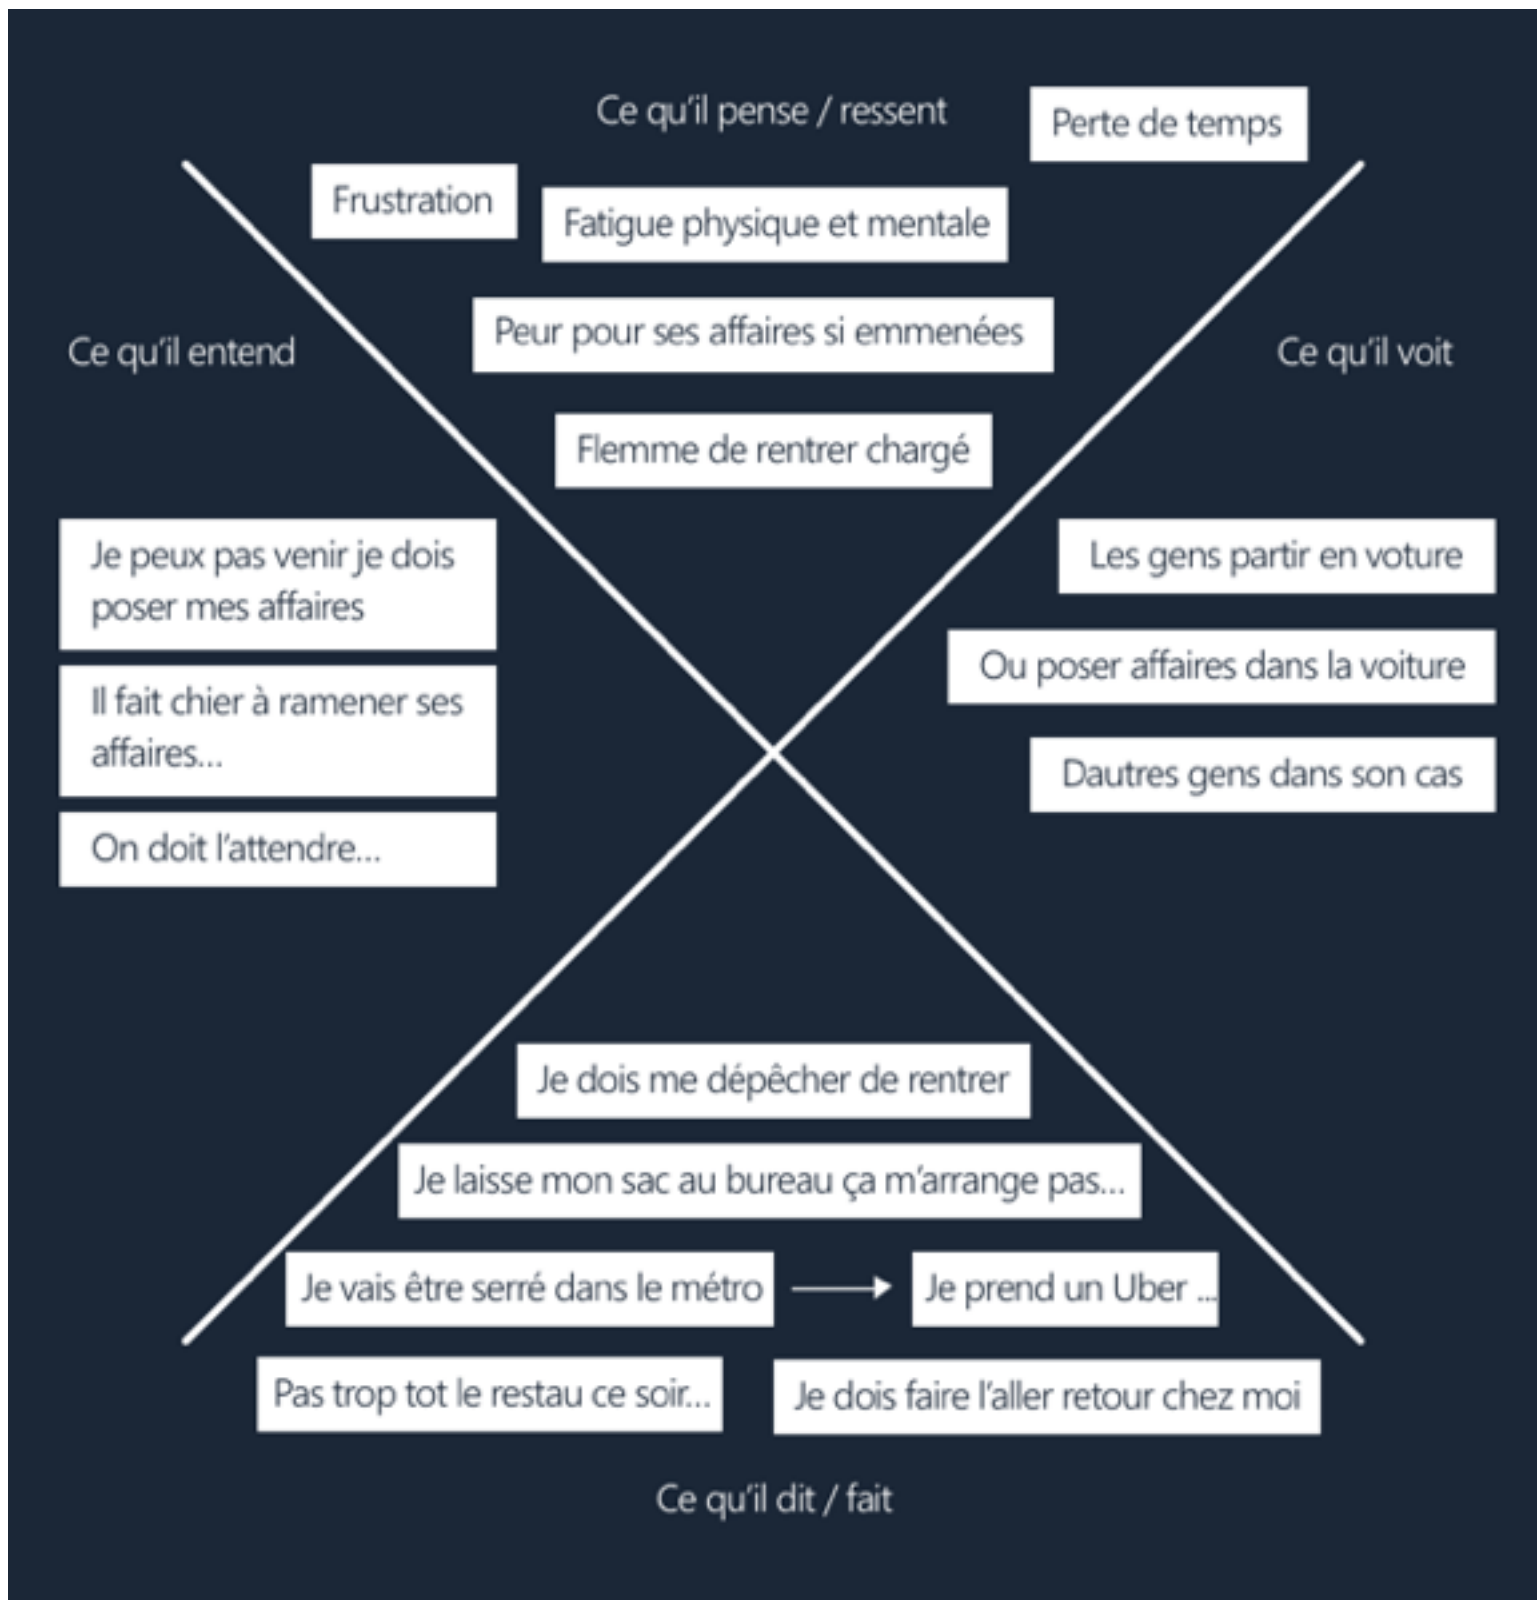 Ce qu'il pense / ressent
Perte de temps
Frustration
Fatigue physique et mentale
Peur pour ses affaires si emmenées
Flemme de rentrer chargé
Ce qu'il entend
Je peux pas venir je dois
poser mes affaires
Il fait chier à ramener ses
affaires...
On doit l'attendre...
Ce qu'il voit
Les gens partir en voture
Ou poser affaires dans la voiture
Dautres gens dans son cas
Je dois me dépêcher de rentrer
Je laisse mon sac au bureau ça m'arrange pas...
Je vais être serré dans le métro
Je prend un Uber ...
Pas trop tot le restau ce soir...
Je dois faire l'aller retour chez moi
Ce qu'il dit / fait